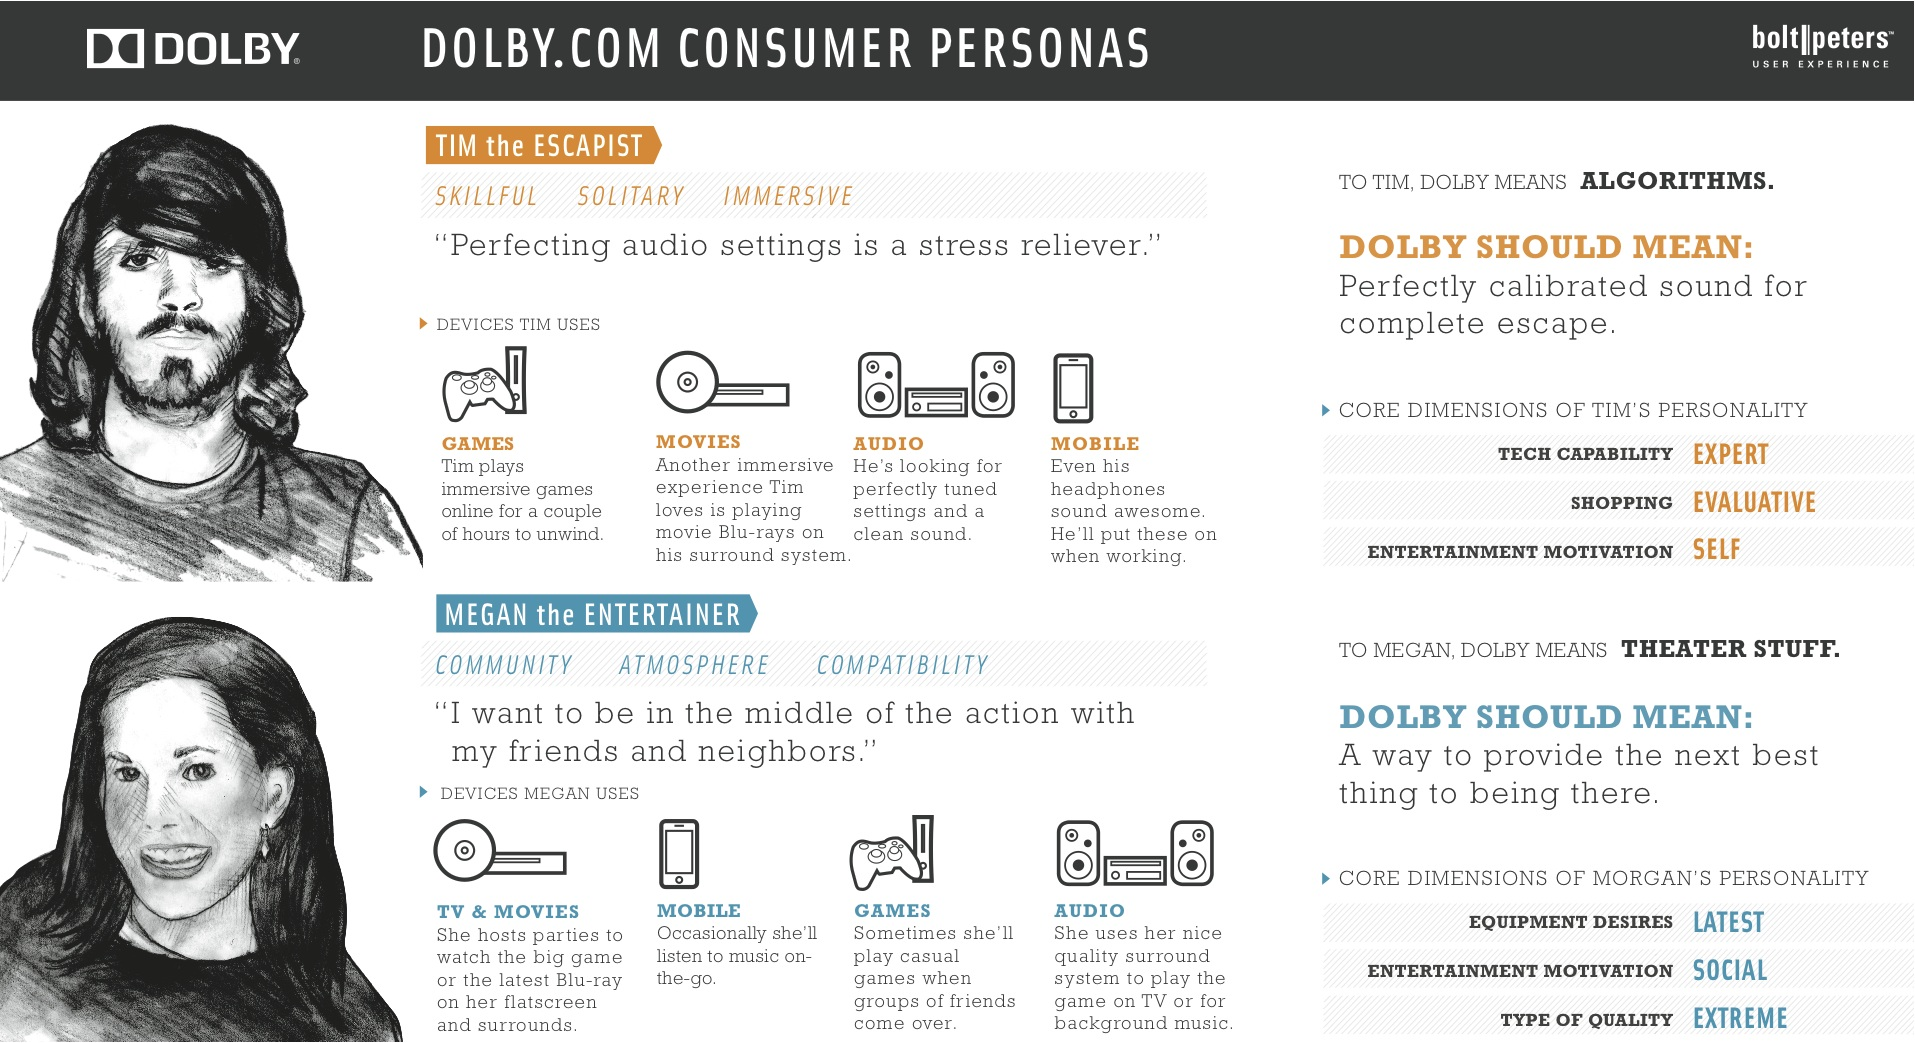 DOLBY®
DOLBY.COM CONSUMER PERSONAS
bolt||peters™
USER EXPERIENCE
TIM the ESCAPIST
SKILLFUL SOLITARY IMMERSIVE
“Perfecting audio settings is a stress reliever.”
DEVICES TIM USES
GAMES
Tim plays
immersive games
online for a couple
of hours to unwind.
MOVIES
Another immersive
experience Tim
loves is playing
movie Blu-rays on
his surround system.
AUDIO
He’s looking for
perfectly tuned
settings and a
clean sound.
MOBILE
Even his
headphones
sound awesome.
He’ll put these on
when working.
TO TIM, DOLBY MEANS ALGORITHMS.
DOLBY SHOULD MEAN:
Perfectly calibrated sound for
complete escape.
CORE DIMENSIONS OF TIM’S PERSONALITY
TECH CAPABILITY EXPERT
SHOPPING EVALUATIVE
ENTERTAINMENT MOTIVATION SELF
MEGAN the ENTERTAINER
COMMUNITY ATMOSPHERE COMPATIBILITY
“I want to be in the middle of the action with
my friends and neighbors.”
DEVICES MEGAN USES
TV & MOVIES
She hosts parties to
watch the big game
or the latest Blu-ray
on her flatscreen
and surrounds.
MOBILE
Occasionally she’ll
listen to music on-
the-go.
GAMES
Sometimes she’ll
play casual
games when
groups of friends
come over.
AUDIO
She uses her nice
quality surround
system to play the
game on TV or for
background music.
TO MEGAN, DOLBY MEANS THEATER STUFF.
DOLBY SHOULD MEAN:
A way to provide the next best
thing to being there.
CORE DIMENSIONS OF MORGAN’S PERSONALITY
EQUIPMENT DESIRES LATEST
ENTERTAINMENT MOTIVATION SOCIAL
TYPE OF QUALITY EXTREME